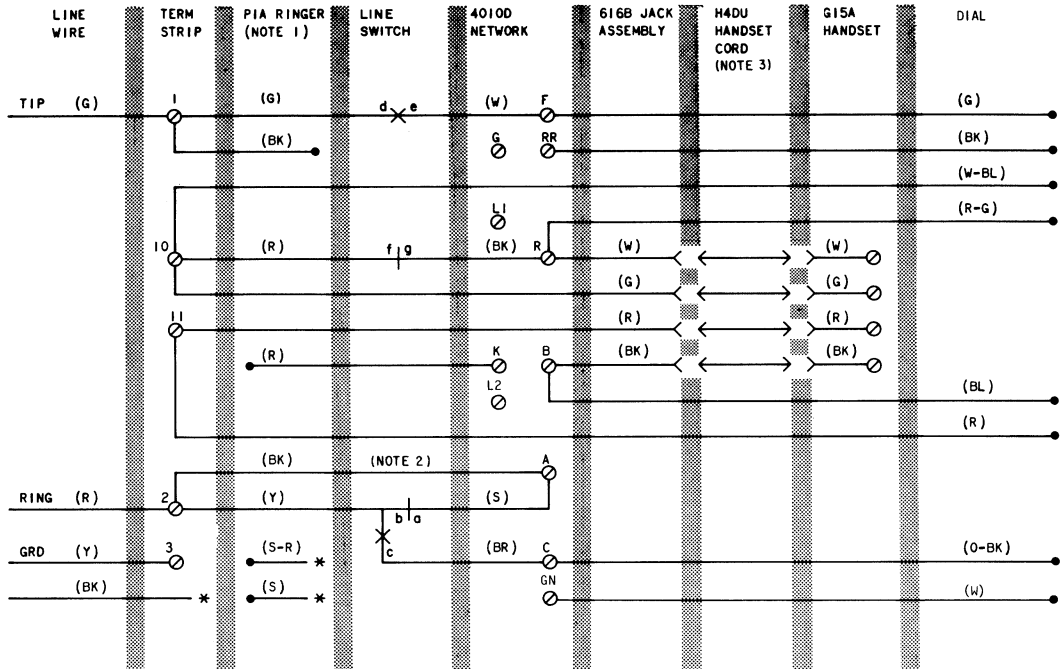 LINE WIRE
TERM STRIP
PIA RINGER (NOTE 1)
LINE SWITCH
4010D NETWORK
616B JACK ASSEMBLY
H4DU HANDSET CORD (NOTE 3)
G15A HANDSET
DIAL
TIP (G) 1 (G) d e (W) F (G)
(BK) G RR (BK)
(W-BL)
L1 (R-G)
10 (R) f g (BK) R (W) (W)
(G) (G)
11 (R) (R)
(R) K B (BK) (BK)
L2 (BL)
(R)
(BK) (NOTE 2) A
RING (R) 2 (Y) b a (S)
c
GRD (Y) 3 (S-R) * (BR) C (O-BK)
(BK) * (S) * GN (W)